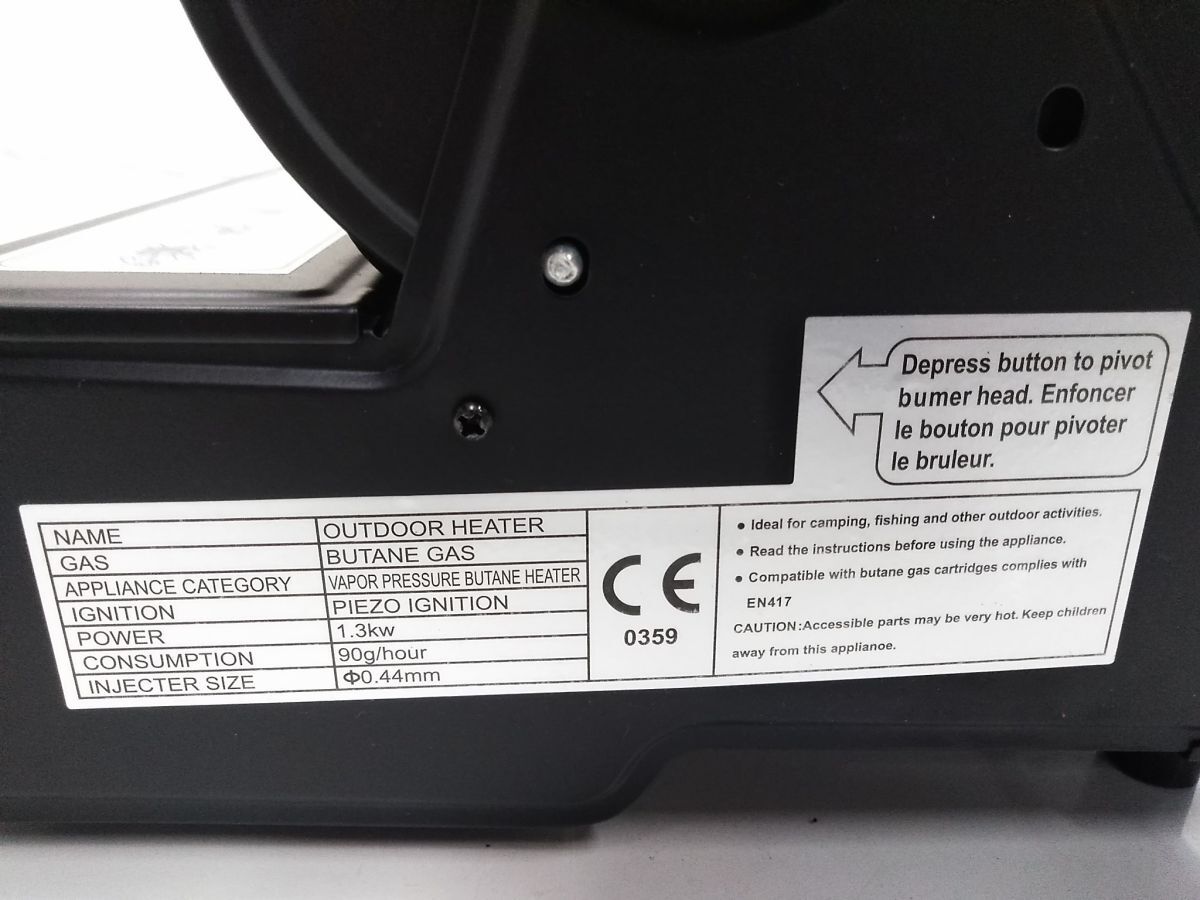 Depress button to pivot
bumer head. Enfoncer
le bouton pour pivoter
le bruleur.
NAME OUTDOOR HEATER
GAS BUTANE GAS
APPLIANCE CATEGORY VAPOR PRESSURE BUTANE HEATER
IGNITION PIEZO IGNITION
POWER 1.3kw
CONSUMPTION 90g/hour
INJECTER SIZE Φ0.44mm
CE
0359
• Ideal for camping, fishing and other outdoor activities.
• Read the instructions before using the appliance.
• Compatible with butane gas cartridges complies with
EN417
CAUTION:Accessible parts may be very hot. Keep children
away from this applianoe.